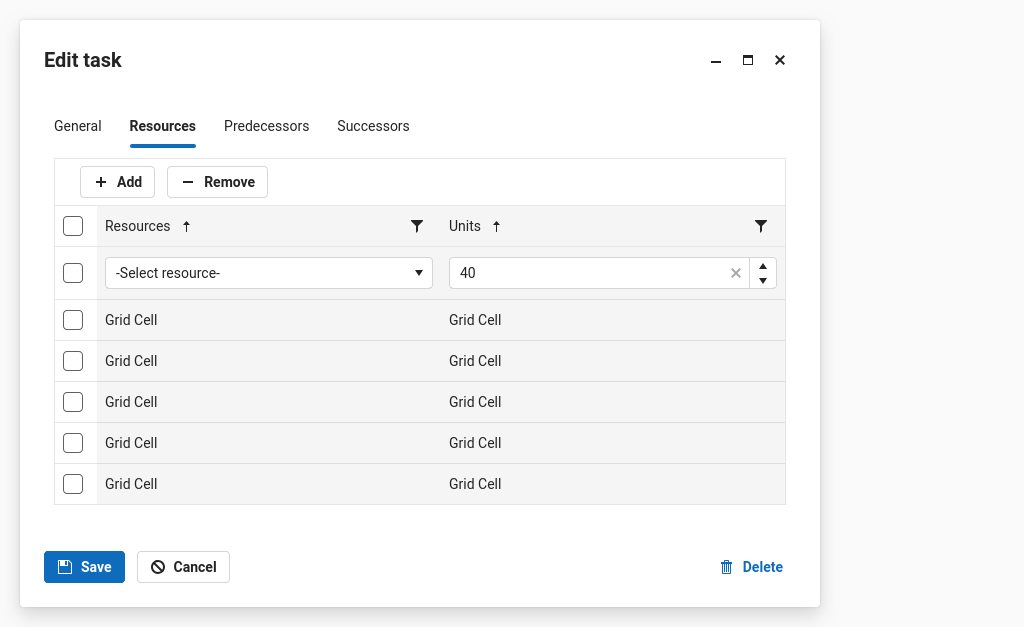 Edit task
General Resources Predecessors Successors
Add Remove
Resources Units
-Select resource- 40
Grid Cell Grid Cell
Grid Cell Grid Cell
Grid Cell Grid Cell
Grid Cell Grid Cell
Grid Cell Grid Cell
Save Cancel Delete